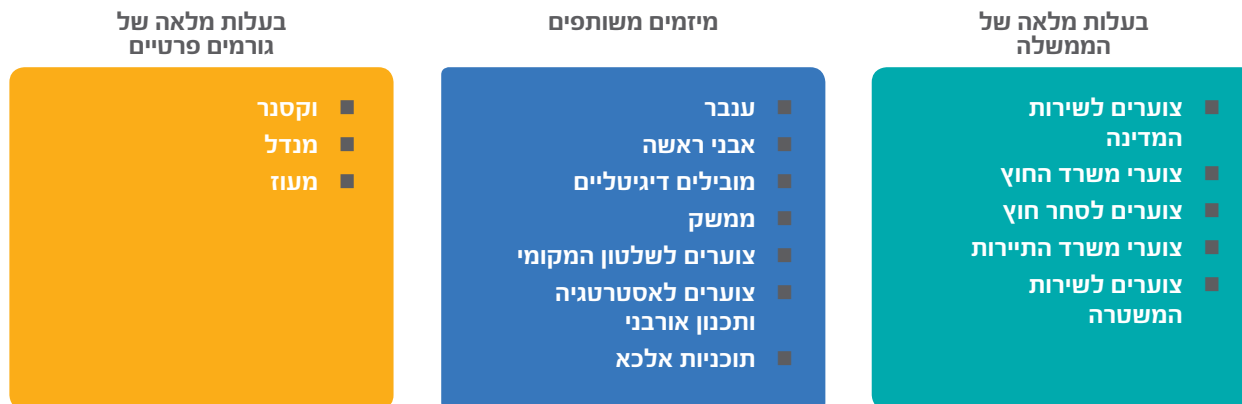 בעלות מלאה של
הממשלה
צוערים לשירות
המדינה
צוערי משרד החוץ
צוערים לסחר חוץ
צוערי משרד התיירות
צוערים לשירות
המשטרה
מיזמים משותפים
ענבר
אבני ראשה
מובילים דיגיטליים
ממשק
צוערים לשלטון המקומי
צוערים לאסטרטגיה
ותכנון אורבני
תוכניות אלכא
בעלות מלאה של
גורמים פרטיים
וקסנר
מנדל
מעוז